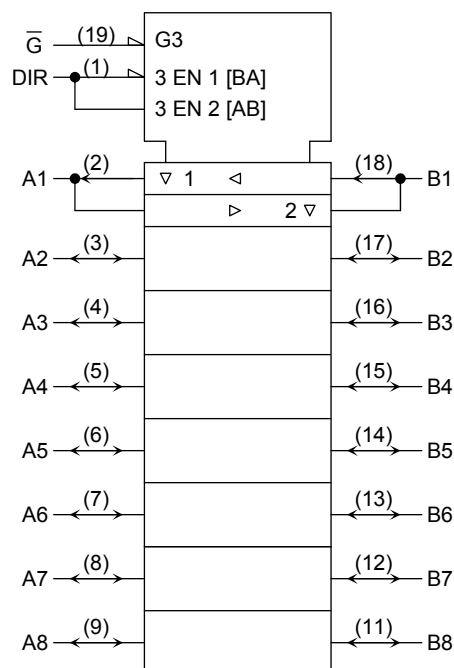 G̅ (19) G3
DIR (1) 3 EN 1 [BA]
3 EN 2 [AB]
A1 (2) ▽ 1 ◁ (18) B1
▷ 2 ▽
A2 (3) (17) B2
A3 (4) (16) B3
A4 (5) (15) B4
A5 (6) (14) B5
A6 (7) (13) B6
A7 (8) (12) B7
A8 (9) (11) B8